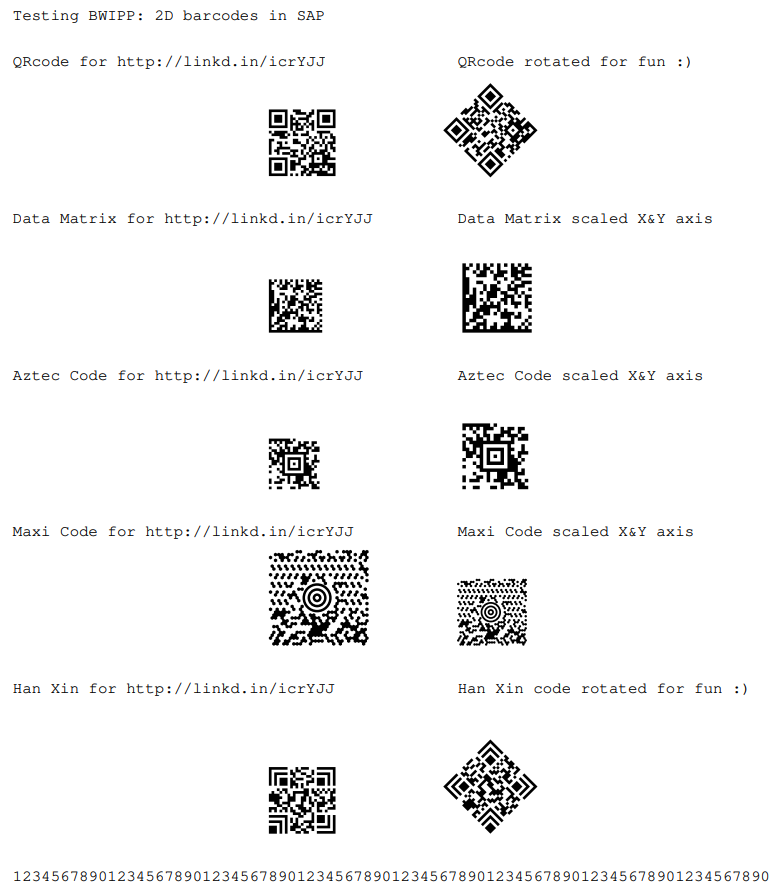 Testing BWIPP: 2D barcodes in SAP
QRcode for http://linkd.in/icrYJJ QRcode rotated for fun :)
Data Matrix for http://linkd.in/icrYJJ Data Matrix scaled X&Y axis
Aztec Code for http://linkd.in/icrYJJ Aztec Code scaled X&Y axis
Maxi Code for http://linkd.in/icrYJJ Maxi Code scaled X&Y axis
Han Xin for http://linkd.in/icrYJJ Han Xin code rotated for fun :)
12345678901234567890123456789012345678901234567890123456789012345678901234567890